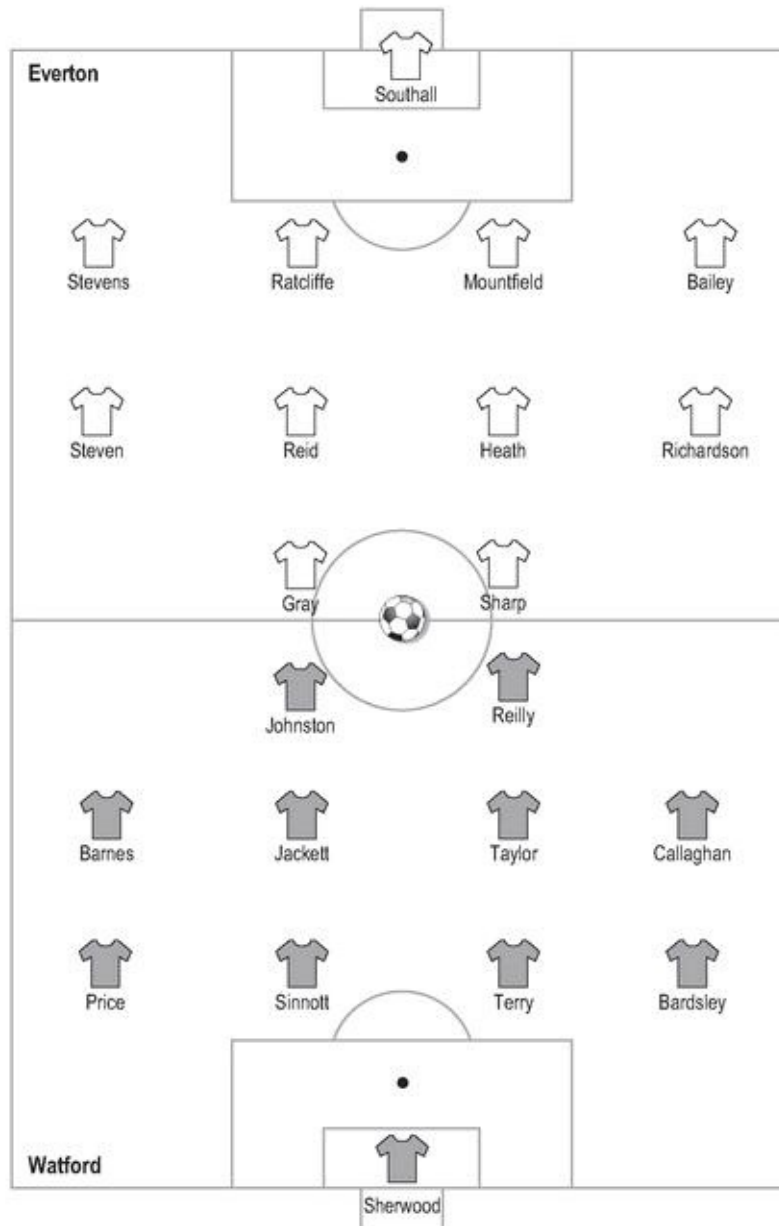 Southall
Everton
Stevens Ratcliffe Mountfield Bailey
Steven Reid Heath Richardson
Gray Sharp
Johnston Reilly
Barnes Jackett Taylor Callaghan
Price Sinnott Terry Bardsley
Watford
Sherwood